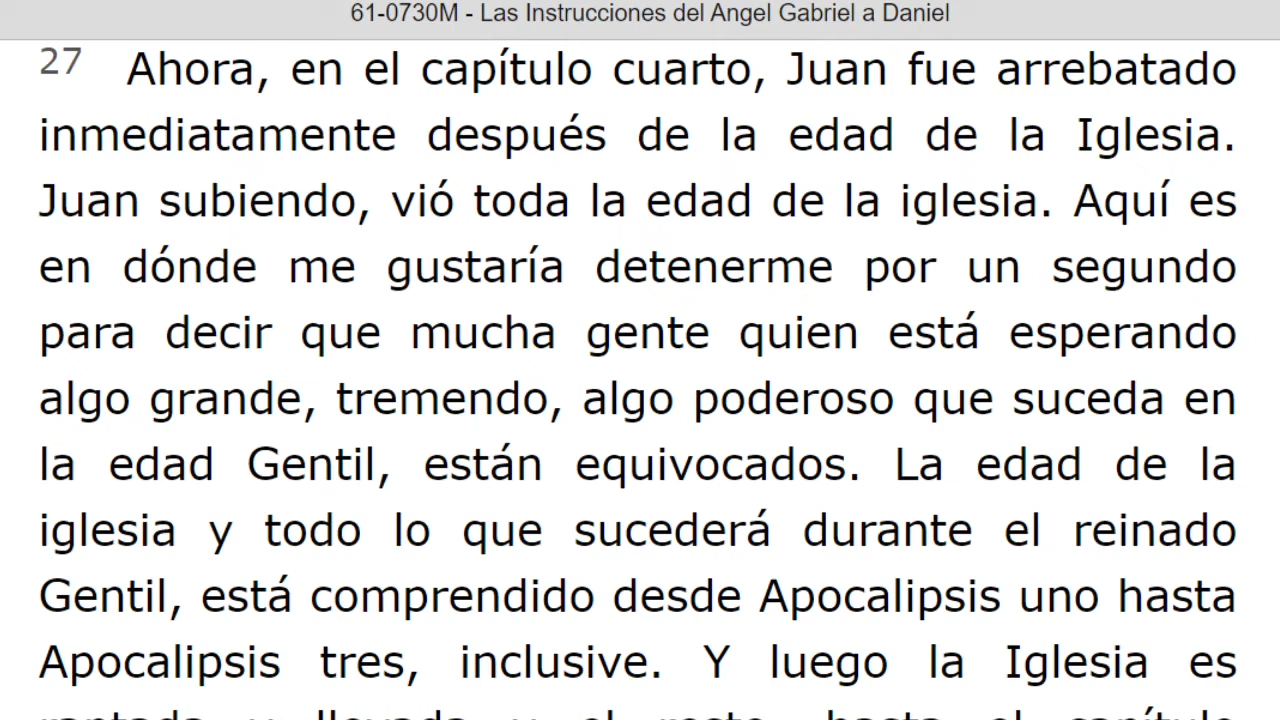 61-0730M - Las Instrucciones del Angel Gabriel a Daniel
27 Ahora, en el capítulo cuarto, Juan fue arrebatado
inmediatamente después de la edad de la Iglesia.
Juan subiendo, vió toda la edad de la iglesia. Aquí es
en dónde me gustaría detenerme por un segundo
para decir que mucha gente quien está esperando
algo grande, tremendo, algo poderoso que suceda en
la edad Gentil, están equivocados. La edad de la
iglesia y todo lo que sucederá durante el reinado
Gentil, está comprendido desde Apocalipsis uno hasta
Apocalipsis tres, inclusive. Y luego la Iglesia es